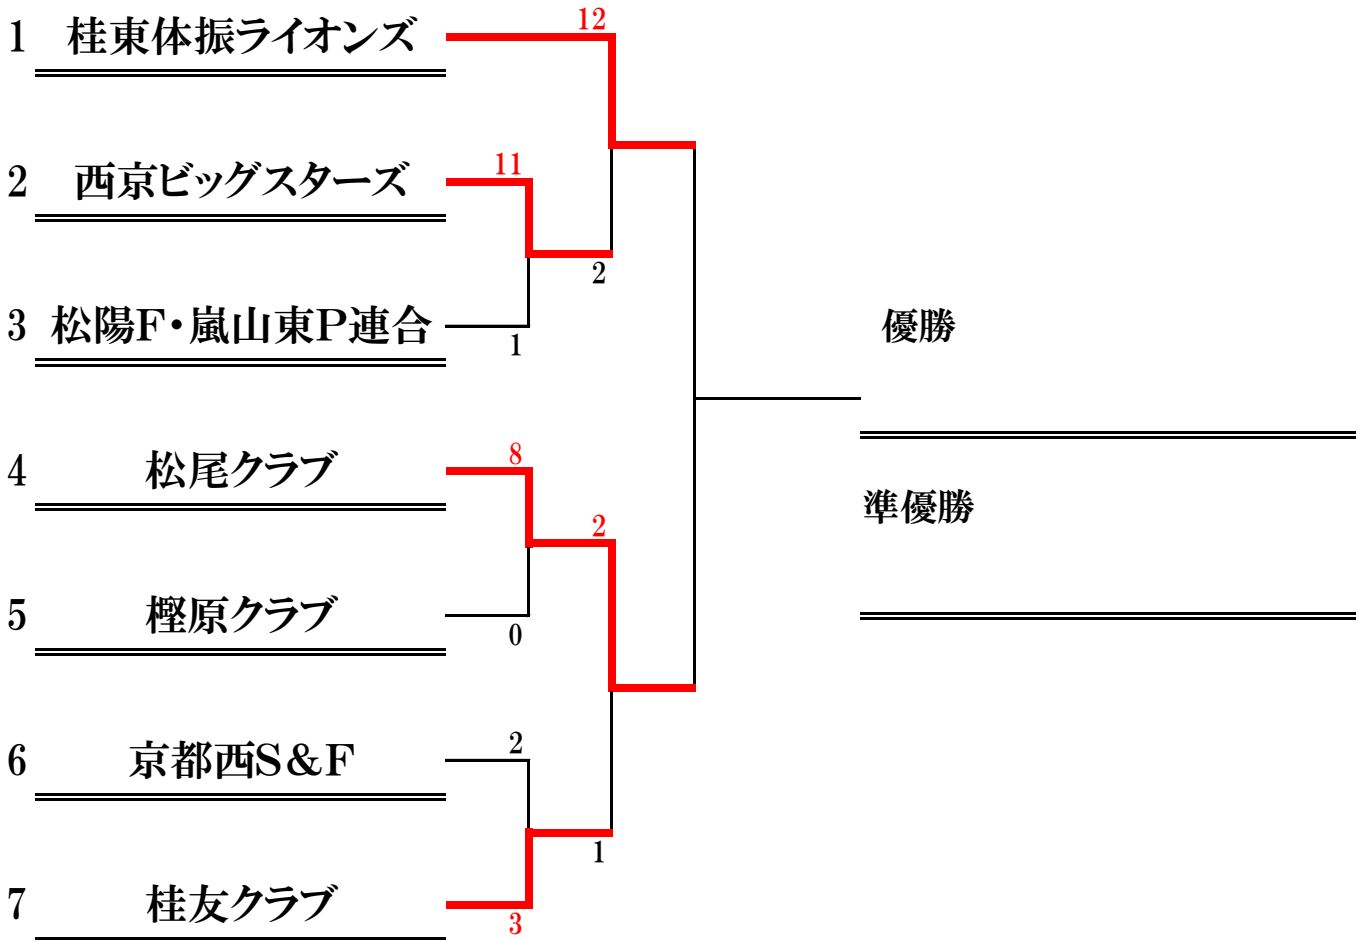 12
1 桂東体振ライオンズ
11
2 西京ビッグスターズ
2
3 松陽F・嵐山東P連合
1
優勝
8
4 松尾クラブ
準優勝
2
5 樫原クラブ
0
2
6 京都西S&F
1
7 桂友クラブ
3